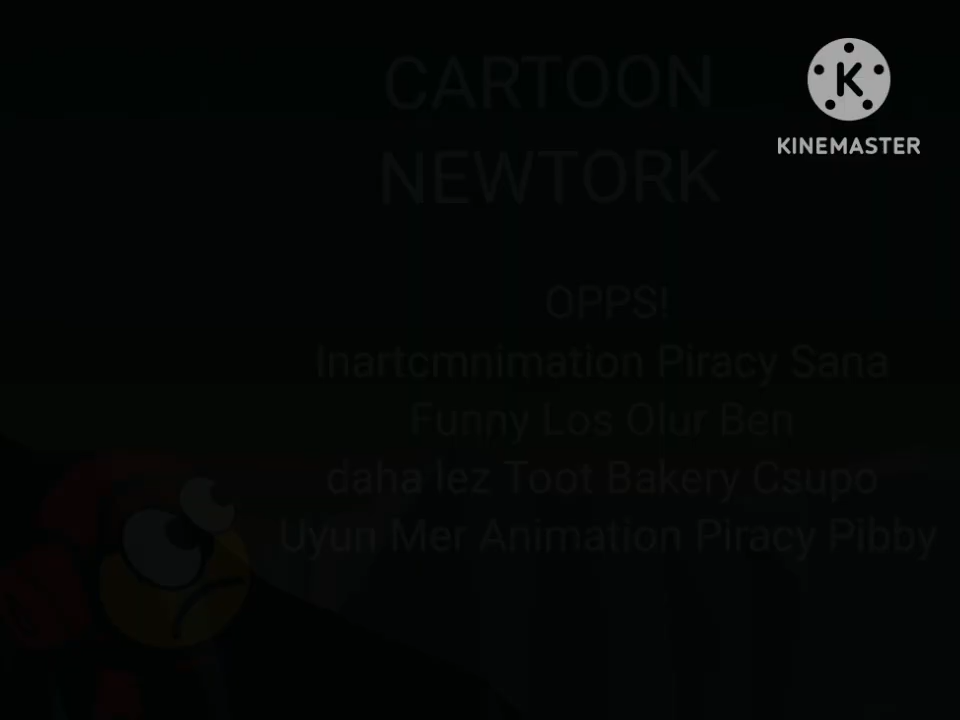 CARTOON
NEWTORK
K
KINEMASTER
OPPS!
Inartcmnimation Piracy Sana
Funny Los Olur Ben
daha lez Toot Bakery Csupo
Uyun Mer Animation Piracy Pibby